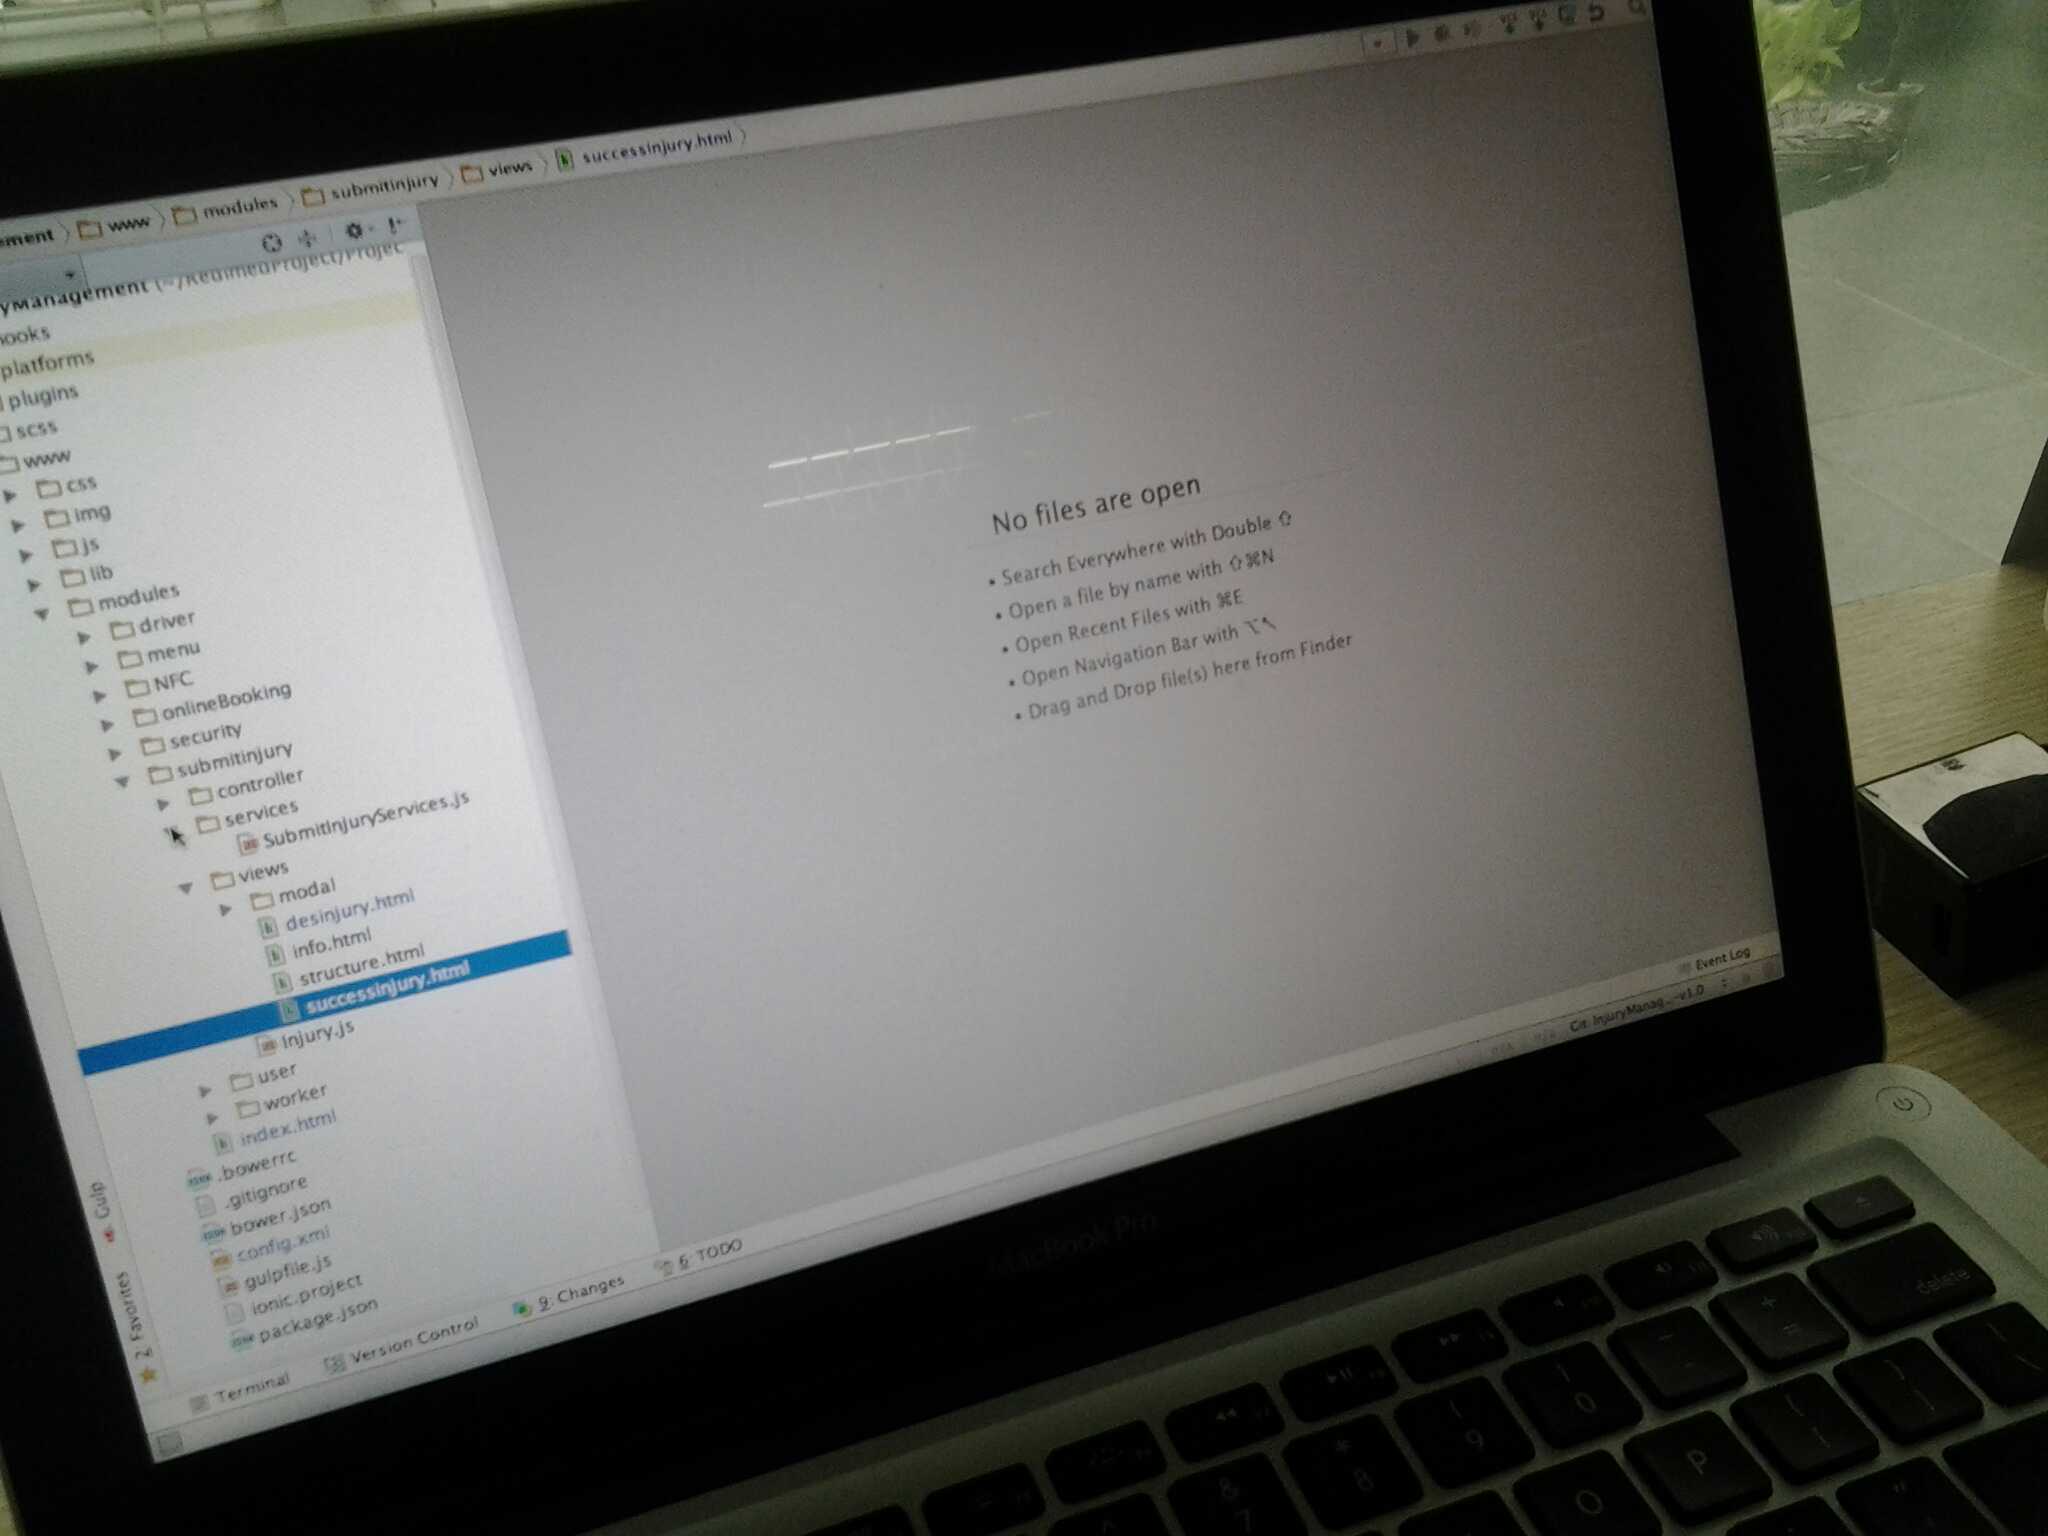 ement www modules submitinjury views successinjury.html
yManagement (~/RedimedProject/Projec
hooks
platforms
plugins
scss
www
css
img
js
lib
modules
driver
menu
NFC
onlineBooking
security
submitinjury
controller
services
SubmitInjuryServices.js
views
modal
desinjury.html
info.html
structure.html
successinjury.html
Injury.js
user
worker
index.html
.bowerrc
.gitignore
bower.json
config.xml
gulpfile.js
ionic.project
package.json
No files are open
• Search Everywhere with Double ⇧
• Open a file by name with ⇧⌘N
• Open Recent Files with ⌘E
• Open Navigation Bar with ⌥↖
• Drag and Drop file(s) here from Finder
Gulp
2: Favorites
Terminal
Version Control
9: Changes
6: TODO
Event Log
Git: InjuryManag...-v1.0
MacBook Pro
delete
+
=
(
9
)
0
*
8
&
7
P
O